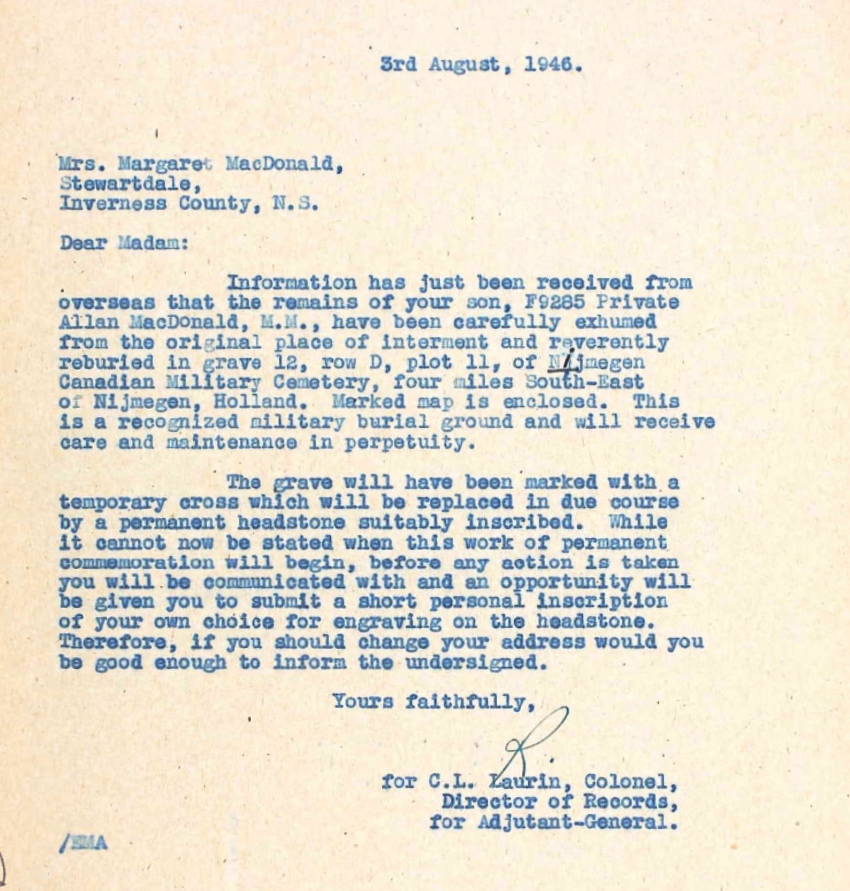 3rd August, 1946.
Mrs. Margaret MacDonald,
Stewartdale,
Inverness County, N.S.
Dear Madam:
Information has just been received from
overseas that the remains of your son, F9285 Private
Allan MacDonald, M.M., have been carefully exhumed
from the original place of interment and reverently
reburied in grave 12, row D, plot 11, of Nijmegen
Canadian Military Cemetery, four miles South-East
of Nijmegen, Holland. Marked map is enclosed. This
is a recognized military burial ground and will receive
care and maintenance in perpetuity.
The grave will have been marked with a
temporary cross which will be replaced in due course
by a permanent headstone suitably inscribed. While
it cannot now be stated when this work of permanent
commemoration will begin, before any action is taken
you will be communicated with and an opportunity will
be given you to submit a short personal inscription
of your own choice for engraving on the headstone.
Therefore, if you should change your address would you
be good enough to inform the undersigned.
Yours faithfully,
R.
for C.L. Laurin, Colonel,
Director of Records,
for Adjutant-General.
/EMA